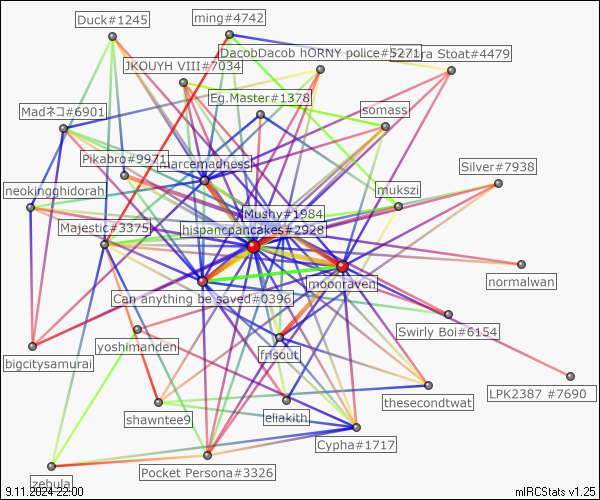 ming#4742
Duck#1245
DacobDacob hORNY police#5271
ra Stoat#4479
JKOUYH VIII#7034
Eg.Master#1378
Madネコ#6901
somass
Pikabro#9971
marcemadness
Silver#7938
neokingghidorah
mukszi
Mushy#1984
Majestic#3375
hispancpancakes#2928
normalwan
moonraven
Can anything be saved#0396
Swirly Boi#6154
yoshimanden
frisout
bigcitysamurai
LPK2387 #7690
thesecondtwat
shawntee9
eliakith
Cypha#1717
Pocket Persona#3326
zebula
9.11.2024 22:00
mIRCStats v1.25